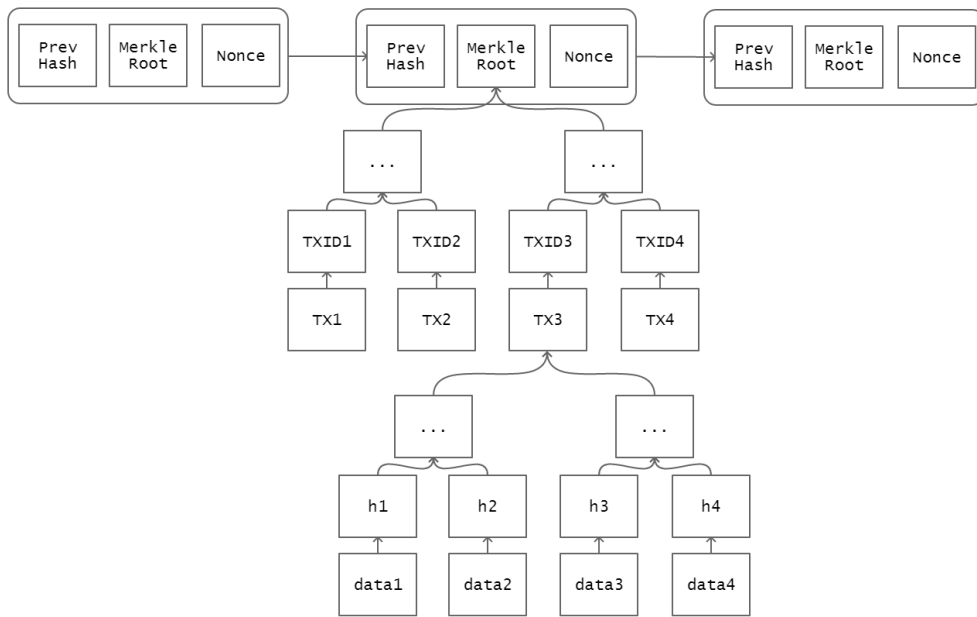 Prev
Hash
Merkle
Root
Nonce
Prev
Hash
Merkle
Root
Nonce
Prev
Hash
Merkle
Root
Nonce
...
...
TXID1
TXID2
TXID3
TXID4
TX1
TX2
TX3
TX4
...
...
h1
h2
h3
h4
data1
data2
data3
data4